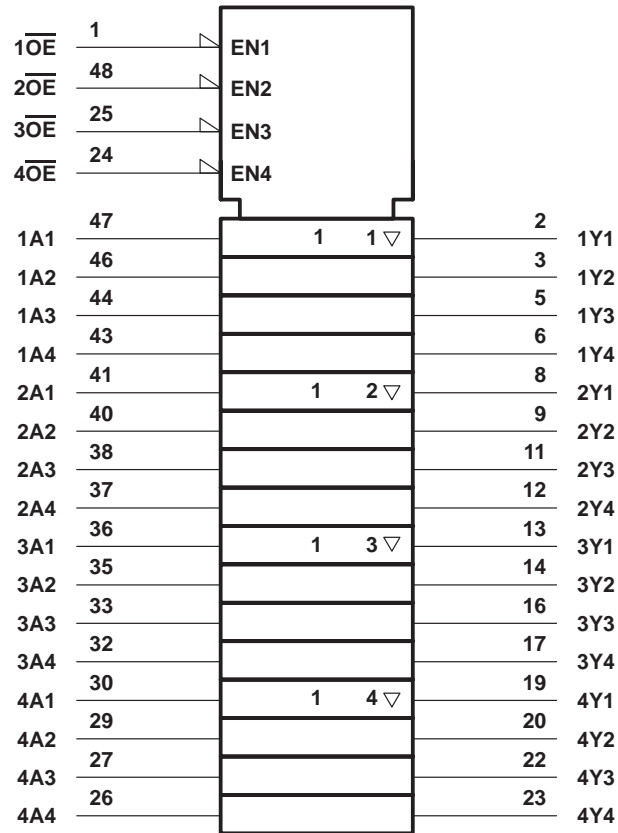 1O̅E̅ 1 EN1
2O̅E̅ 48 EN2
3O̅E̅ 25 EN3
4O̅E̅ 24 EN4
1A1 47 1 1 ▽ 2 1Y1
1A2 46 3 1Y2
1A3 44 5 1Y3
1A4 43 6 1Y4
2A1 41 1 2 ▽ 8 2Y1
2A2 40 9 2Y2
2A3 38 11 2Y3
2A4 37 12 2Y4
3A1 36 1 3 ▽ 13 3Y1
3A2 35 14 3Y2
3A3 33 16 3Y3
3A4 32 17 3Y4
4A1 30 1 4 ▽ 19 4Y1
4A2 29 20 4Y2
4A3 27 22 4Y3
4A4 26 23 4Y4